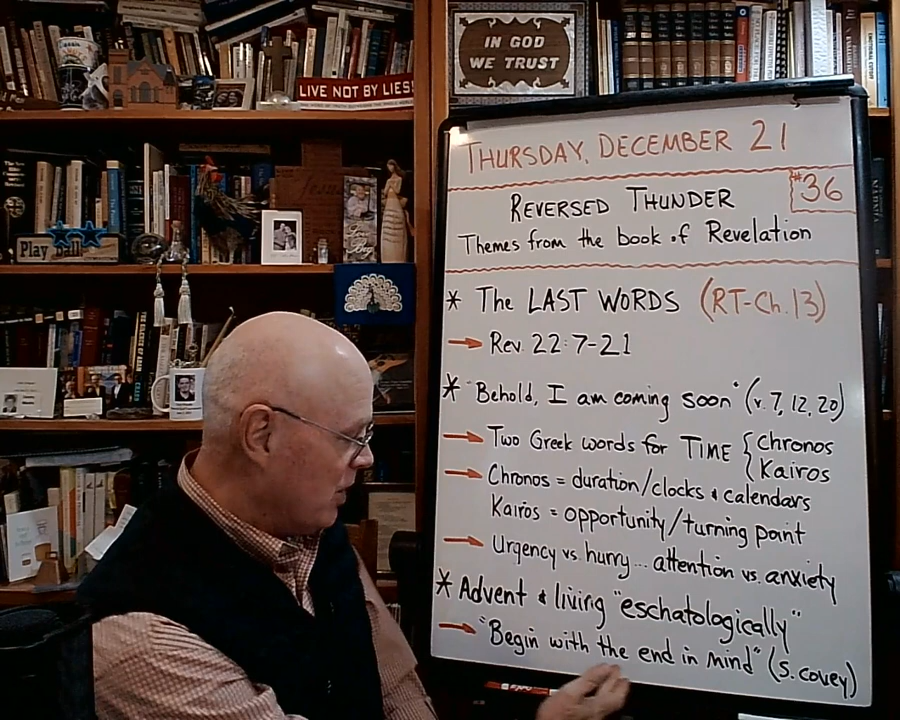 IN GOD
WE TRUST
LIVE NOT BY LIES
Play Ball
THURSDAY, DECEMBER 21
#36
REVERSED THUNDER
Themes from the book of Revelation
* The LAST WORDS (RT-Ch. 13)
→ Rev. 22:7-21
* "Behold, I am coming soon" (v. 7, 12, 20)
→ Two Greek words for TIME { Chronos
Kairos
→ Chronos = duration/clocks & calendars
Kairos = opportunity/turning point
→ Urgency vs. hurry... attention vs. anxiety
* Advent & living "eschatologically"
→ "Begin with the end in mind" (S. Covey)